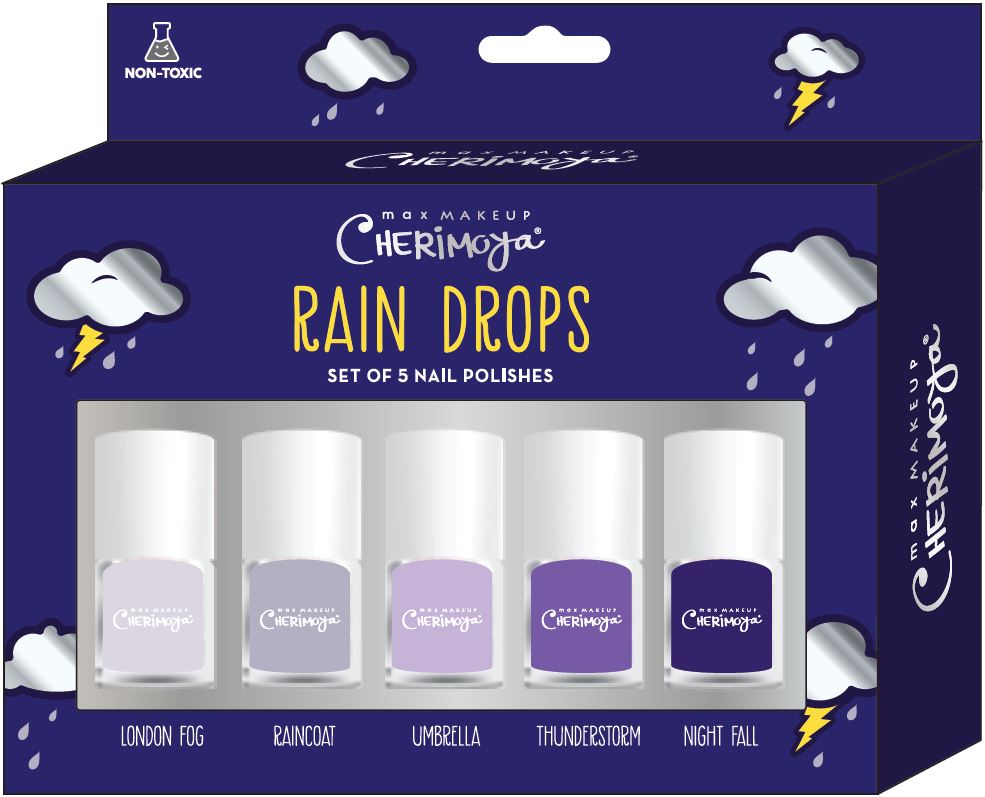 NON-TOXIC
max MAKEUP
CHERIMOYA®
max MAKEUP
CHERIMOYA®
RAIN DROPS
SET OF 5 NAIL POLISHES
max MAKEUP
CHERIMOYA®
max MAKEUP
CHERIMOYA
max MAKEUP
CHERIMOYA
max MAKEUP
CHERIMOYA
max MAKEUP
CHERIMOYA
max MAKEUP
CHERIMOYA
LONDON FOG
RAINCOAT
UMBRELLA
THUNDERSTORM
NIGHT FALL